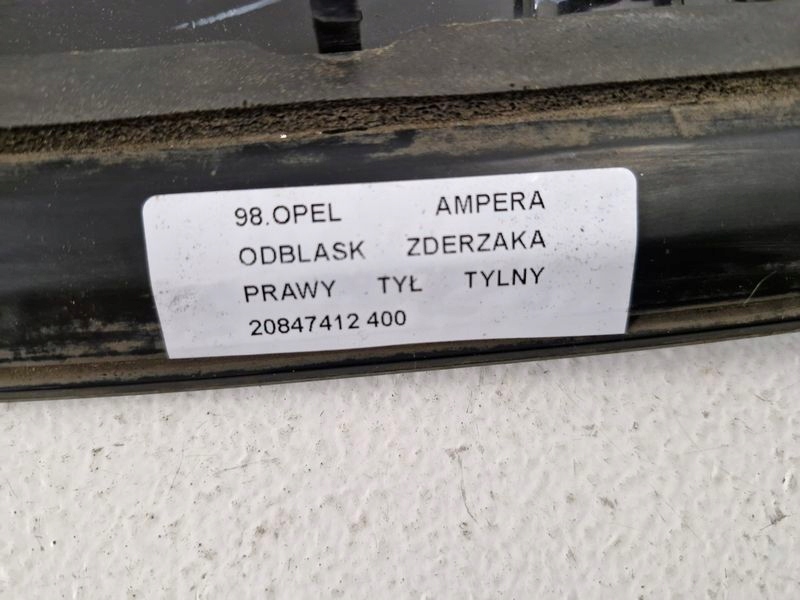 98.OPEL AMPERA
ODBLASK ZDERZAKA
PRAWY TYŁ TYLNY
20847412 400